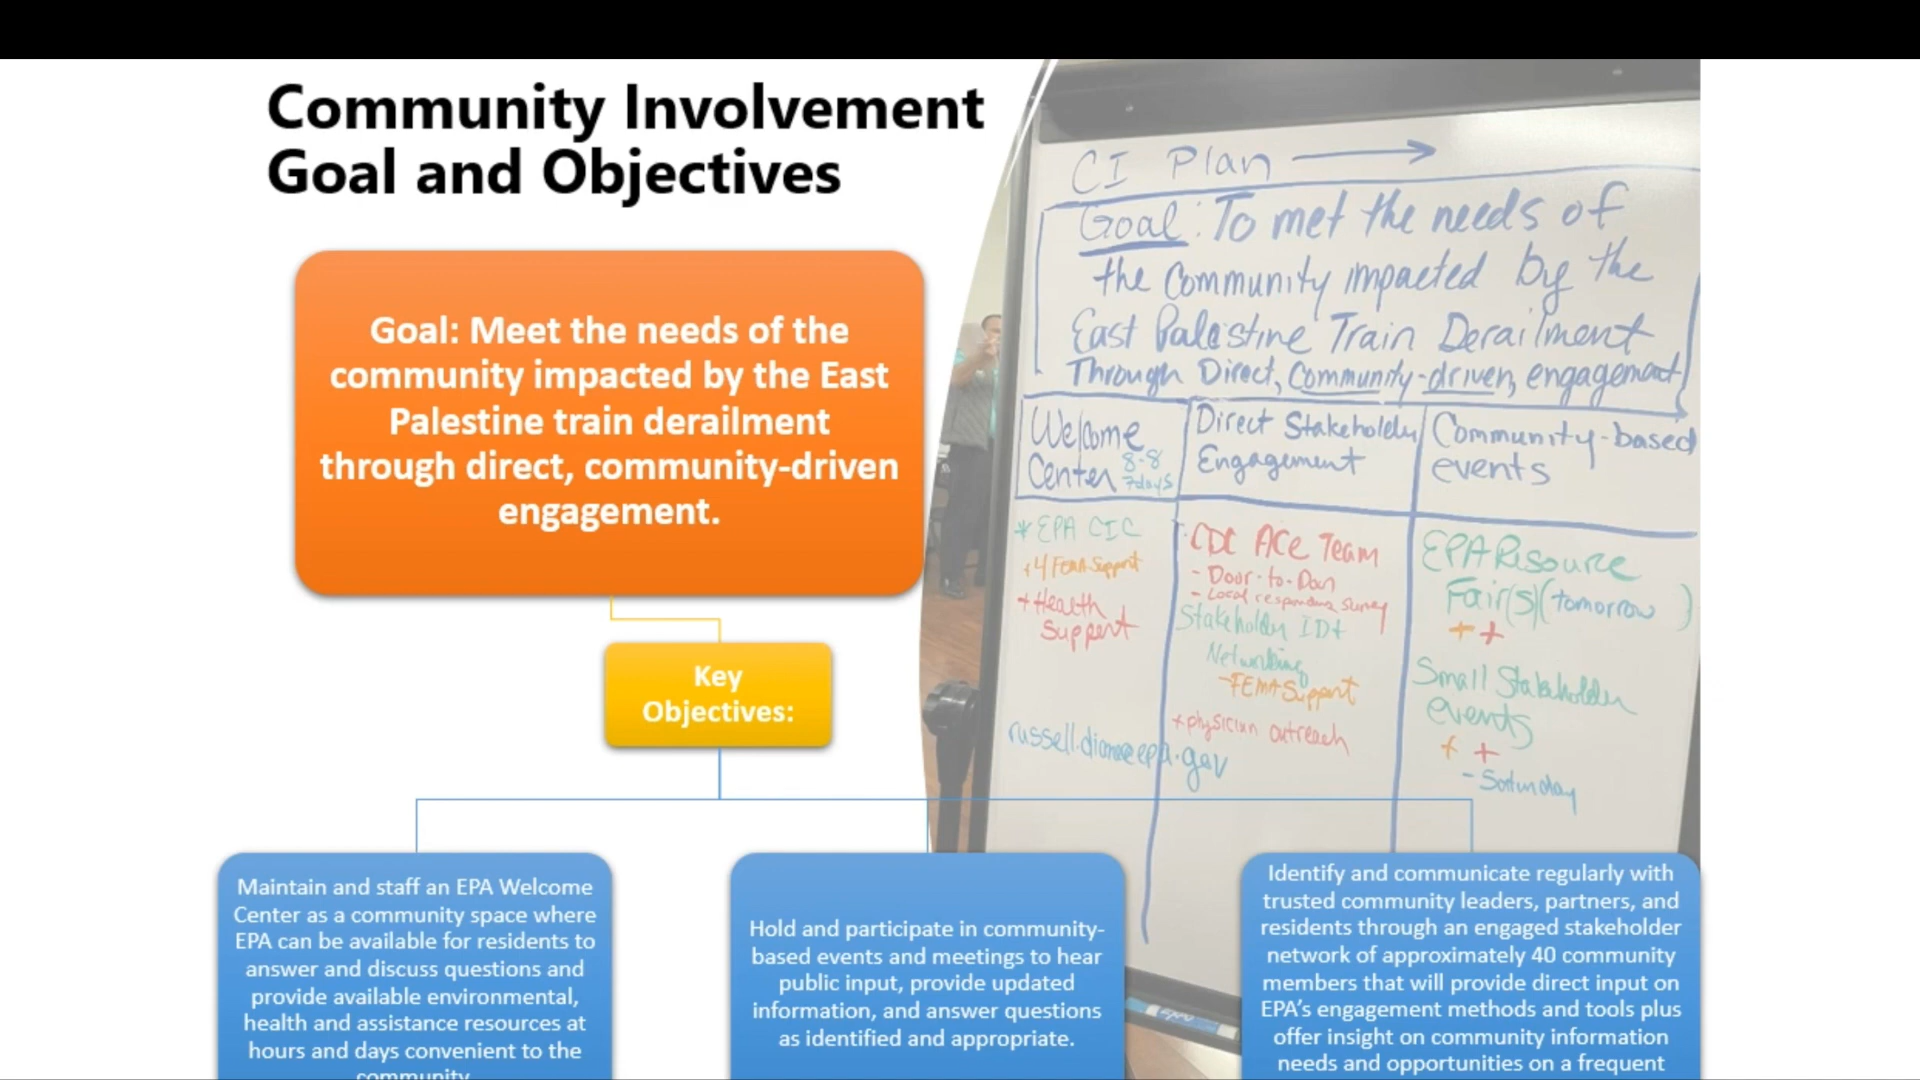 Community Involvement
Goal and Objectives
Goal: Meet the needs of the
community impacted by the East
Palestine train derailment
through direct, community-driven
engagement.
Key
Objectives:
Maintain and staff an EPA Welcome
Center as a community space where
EPA can be available for residents to
answer and discuss questions and
provide available environmental,
health and assistance resources at
hours and days convenient to the
community.
Hold and participate in community-
based events and meetings to hear
public input, provide updated
information, and answer questions
as identified and appropriate.
Identify and communicate regularly with
trusted community leaders, partners, and
residents through an engaged stakeholder
network of approximately 40 community
members that will provide direct input on
EPA's engagement methods and tools plus
offer insight on community information
needs and opportunities on a frequent
CI Plan →
Goal: To met the needs of
the Community impacted by the
East Palestine Train Derailment
Through Direct, Community-driven, engagement
Welcome
Center 8-8
7days
* EPA CIC
+4 FEMA Support
+ Health
Support
Direct Stakeholder
Engagement
CDC ACE Team
- Door-to-Door
- Local responder survey
Stakeholder ID+
Networking
- FEMA Support
+ physician outreach
Community-based
events
EPA Resource
Fair(s) (tomorrow )
+ +
Small Stakeholder
events
+ +
- Saturday
epa.gov
EXPO